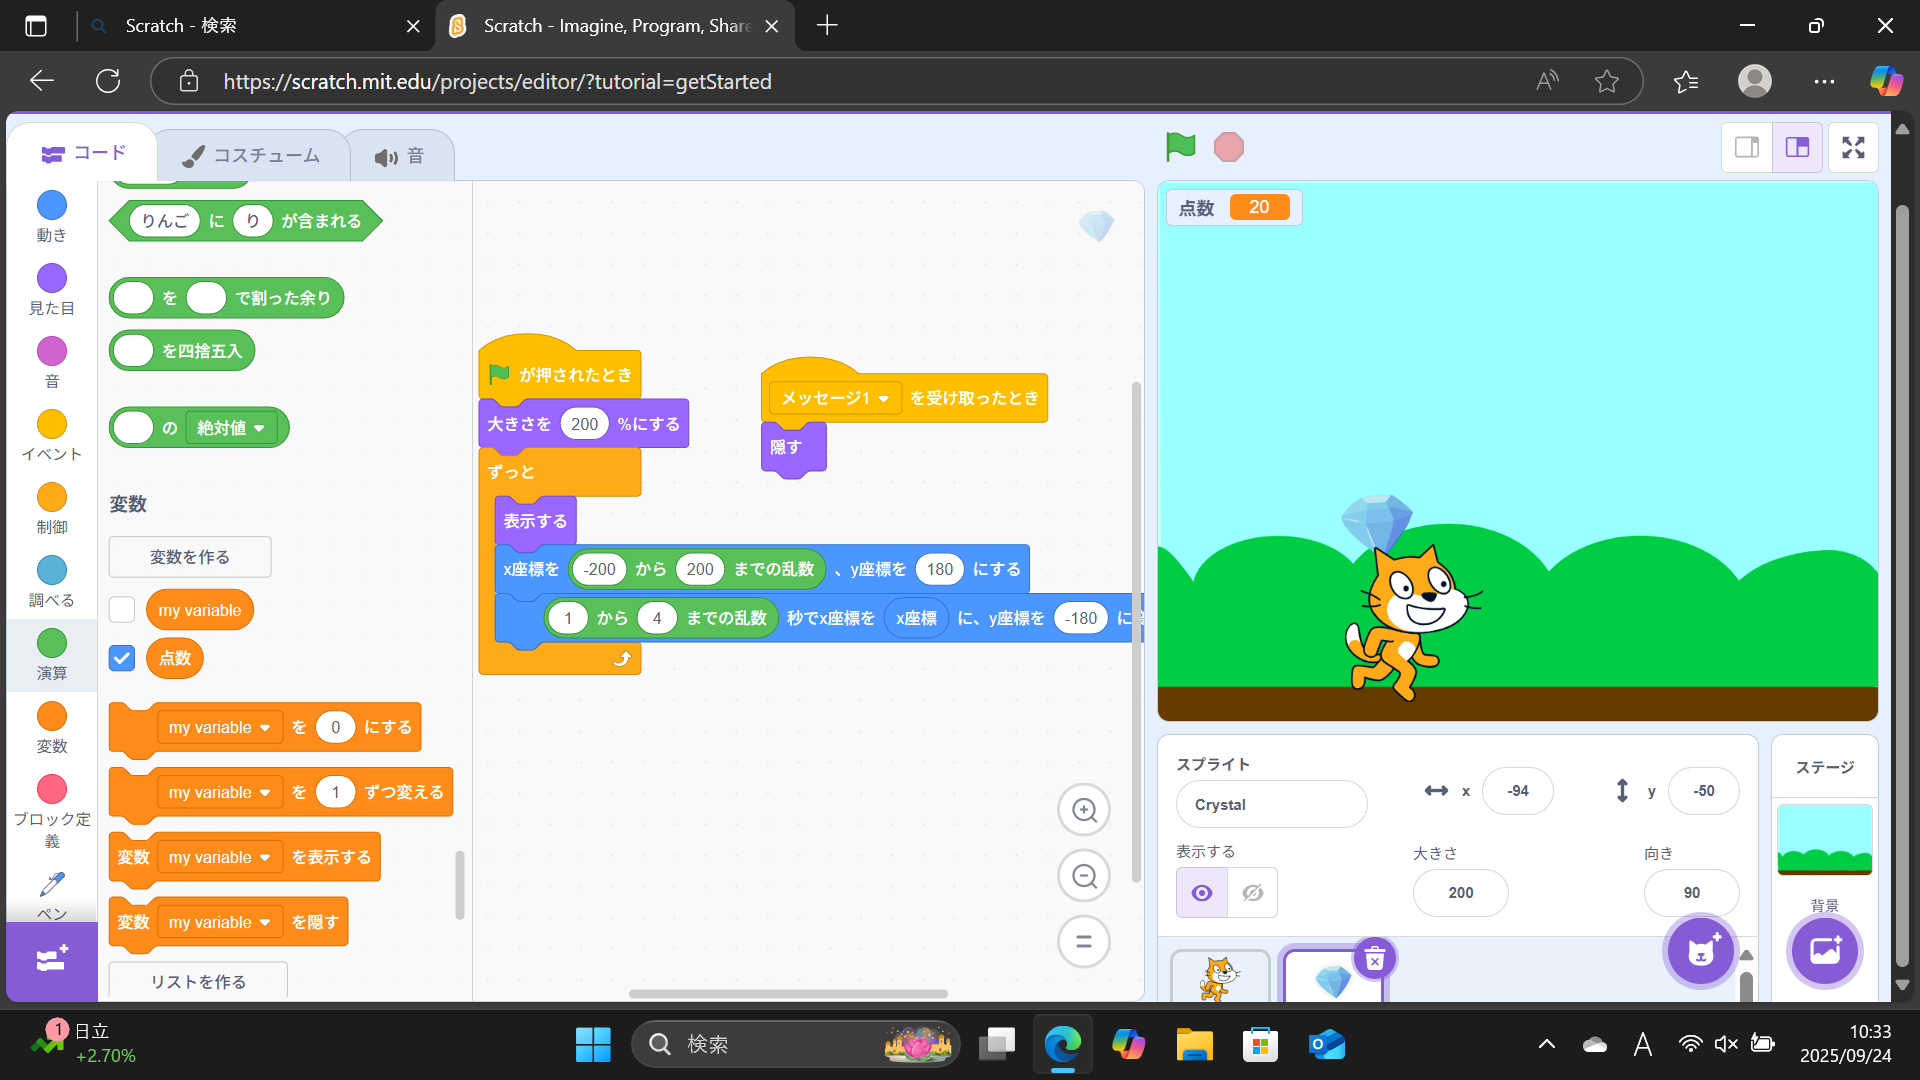 Scratch - 検索
Scratch - Imagine, Program, Share
https://scratch.mit.edu/projects/editor/?tutorial=getStarted
コード
コスチューム
音
動き
見た目
音
イベント
制御
調べる
演算
変数
ブロック定
義
ペン
りんご に り が含まれる
を で割った余り
を四捨五入
の 絶対値
変数
変数を作る
my variable
点数
my variable を 0 にする
my variable を 1 ずつ変える
変数 my variable を表示する
変数 my variable を隠す
リストを作る
が押されたとき
大きさを 200 %にする
ずっと
表示する
x座標を -200 から 200 までの乱数 、y座標を 180 にする
1 から 4 までの乱数 秒でx座標を x座標 に、y座標を -180 に
メッセージ1 を受け取ったとき
隠す
点数 20
スプライト
Crystal
x -94
y -50
表示する
大きさ
200
向き
90
ステージ
背景
1
日立
+2.70%
検索
A
10:33
2025/09/24